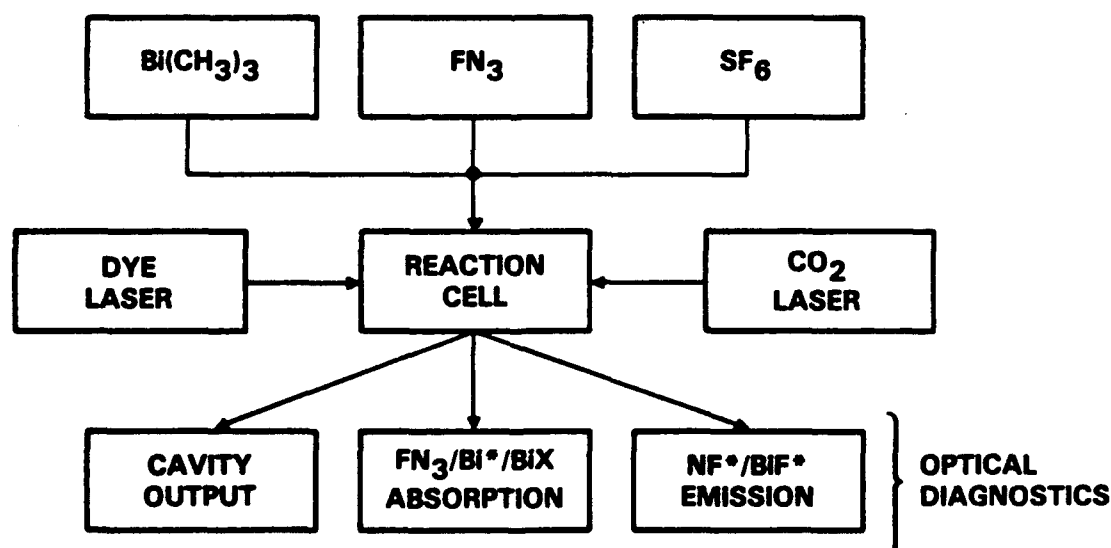 Bi(CH3)3
FN3
SF6
DYE
LASER
REACTION
CELL
CO2
LASER
CAVITY
OUTPUT
FN3/Bi*/BiX
ABSORPTION
NF*/BiF*
EMISSION
OPTICAL
DIAGNOSTICS